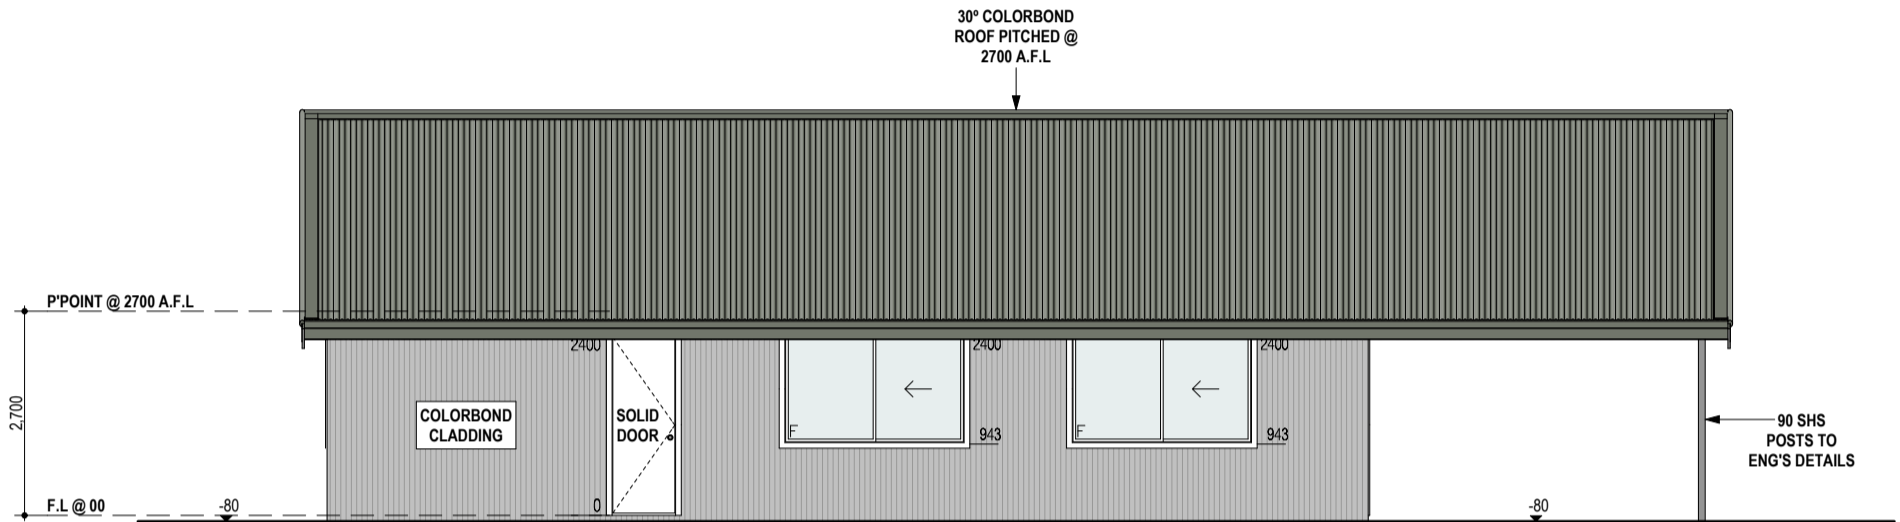 30º COLORBOND
ROOF PITCHED @
2700 A.F.L
P'POINT @ 2700 A.F.L
2400
2400
2400
2,700
COLORBOND
CLADDING
SOLID
DOOR
F
943
F
943
90 SHS
POSTS TO
ENG'S DETAILS
F.L @ 00
-80
0
-80